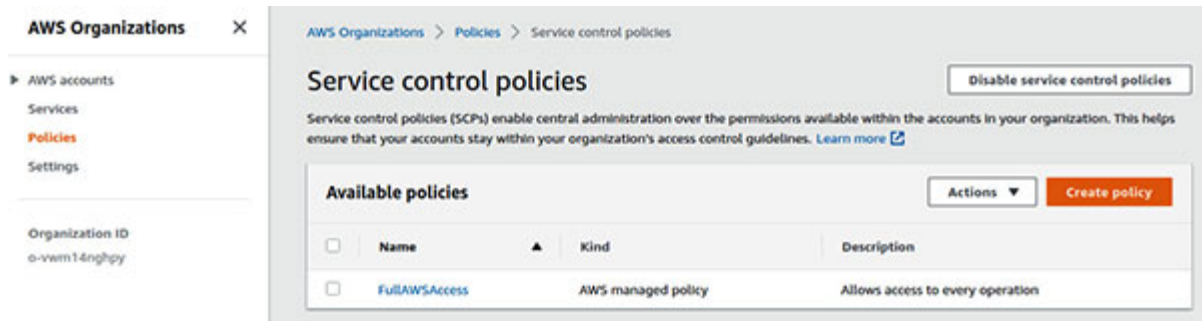 AWS Organizations
AWS accounts
Services
Policies
Settings
Organization ID
o-vwm14nghpy
AWS Organizations > Policies > Service control policies
Service control policies
Disable service control policies
Service control policies (SCPs) enable central administration over the permissions available within the accounts in your organization. This helps
ensure that your accounts stay within your organization's access control guidelines. Learn more
Available policies
Actions
Create policy
Name Kind Description
FullAWSAccess AWS managed policy Allows access to every operation